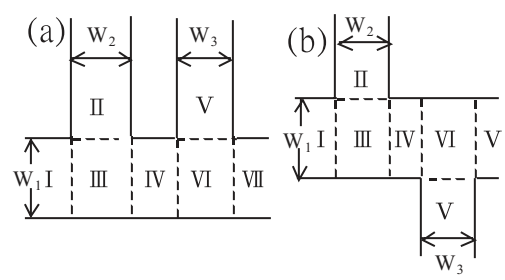 (a)
W₂
W₃
Ⅱ
Ⅴ
W₁ Ⅰ Ⅲ Ⅳ Ⅵ Ⅶ
(b)
W₂
Ⅱ
W₁ Ⅰ Ⅲ Ⅳ Ⅵ Ⅴ
Ⅴ
W₃